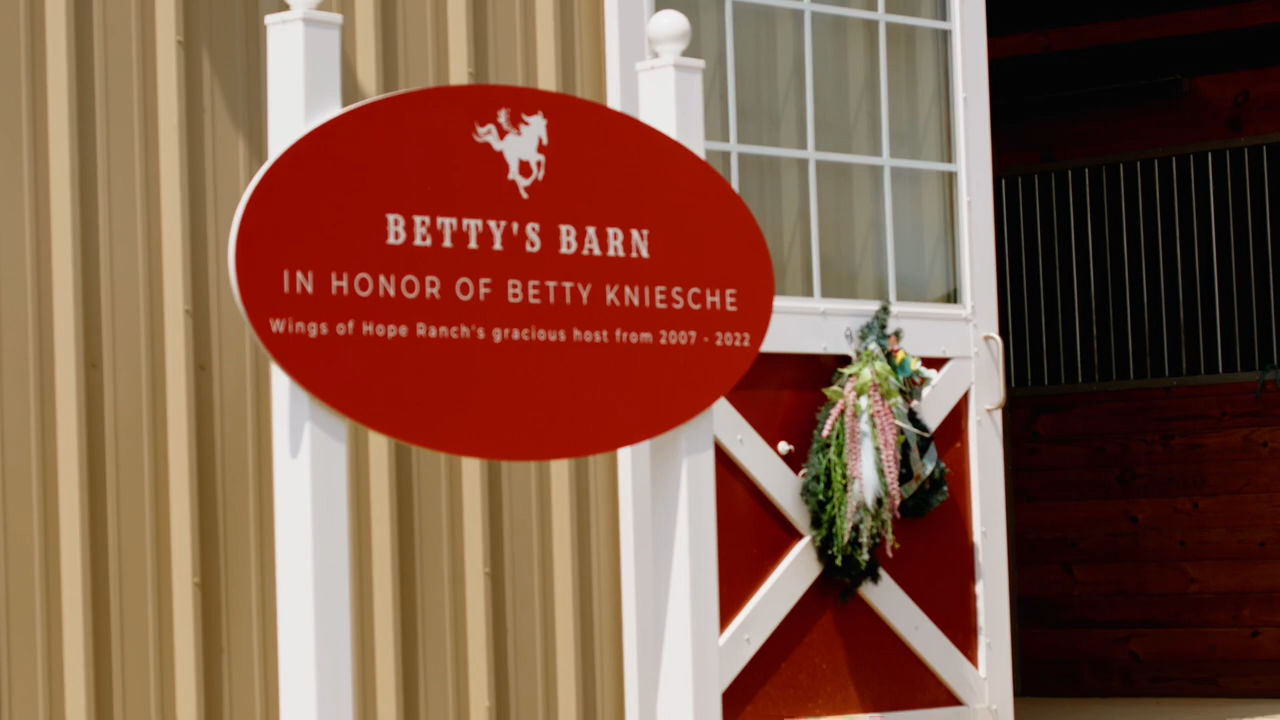 BETTY'S BARN
IN HONOR OF BETTY KNIESCHE
Wings of Hope Ranch's gracious host from 2007 - 2022